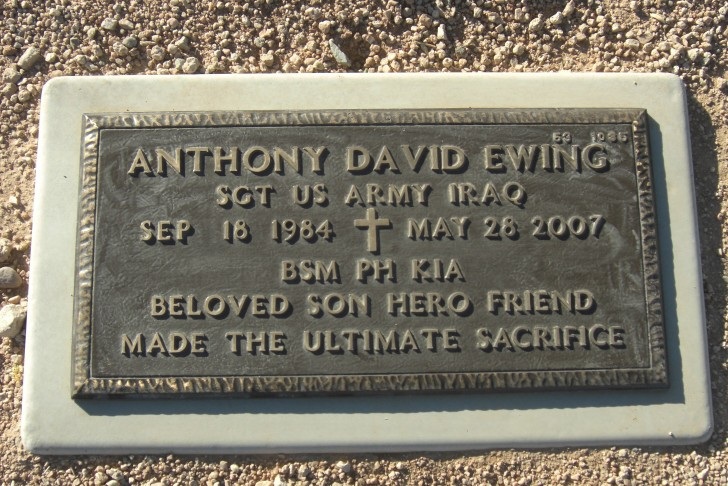 53 1035
ANTHONY DAVID EWING
SGT US ARMY IRAQ
SEP 18 1984 MAY 28 2007
BSM PH KIA
BELOVED SON HERO FRIEND
MADE THE ULTIMATE SACRIFICE